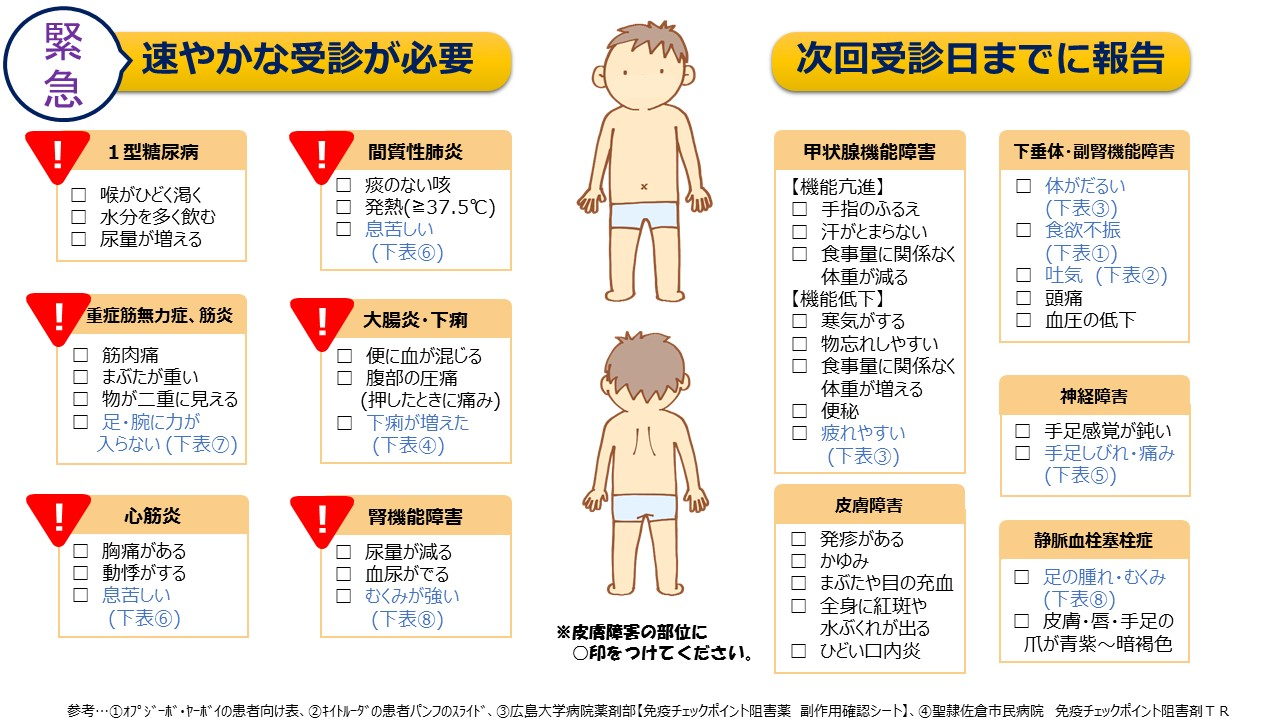 緊
急
速やかな受診が必要
次回受診日までに報告
!
1型糖尿病
□ 喉がひどく渇く
□ 水分を多く飲む
□ 尿量が増える
!
間質性肺炎
□ 痰のない咳
□ 発熱(≧37.5℃)
□ 息苦しい
(下表⑥)
!
重症筋無力症、筋炎
□ 筋肉痛
□ まぶたが重い
□ 物が二重に見える
□ 足・腕に力が
入らない (下表⑦)
!
大腸炎・下痢
□ 便に血が混じる
□ 腹部の圧痛
(押したときに痛み)
□ 下痢が増えた
(下表④)
!
心筋炎
□ 胸痛がある
□ 動悸がする
□ 息苦しい
(下表⑥)
!
腎機能障害
□ 尿量が減る
□ 血尿がでる
□ むくみが強い
(下表⑧)
※皮膚障害の部位に
○印をつけてください。
甲状腺機能障害
【機能亢進】
□ 手指のふるえ
□ 汗がとまらない
□ 食事量に関係なく
体重が減る
【機能低下】
□ 寒気がする
□ 物忘れしやすい
□ 食事量に関係なく
体重が増える
□ 便秘
□ 疲れやすい
(下表③)
皮膚障害
□ 発疹がある
□ かゆみ
□ まぶたや目の充血
□ 全身に紅斑や
水ぶくれが出る
□ ひどい口内炎
下垂体・副腎機能障害
□ 体がだるい
(下表③)
□ 食欲不振
(下表①)
□ 吐気 (下表②)
□ 頭痛
□ 血圧の低下
神経障害
□ 手足感覚が鈍い
□ 手足しびれ・痛み
(下表⑤)
静脈血栓塞栓症
□ 足の腫れ・むくみ
(下表⑧)
□ 皮膚・唇・手足の
爪が青紫～暗褐色
参考…①ｵﾌﾟｼﾞｰﾎﾞ・ﾔｰﾎﾞｲの患者向け表、②ｷｲﾄﾙｰﾀﾞの患者パンフのスライド、③広島大学病院薬剤部【免疫チェックポイント阻害薬 副作用確認シート】、④聖隷佐倉市民病院 免疫チェックポイント阻害剤ＴＲ